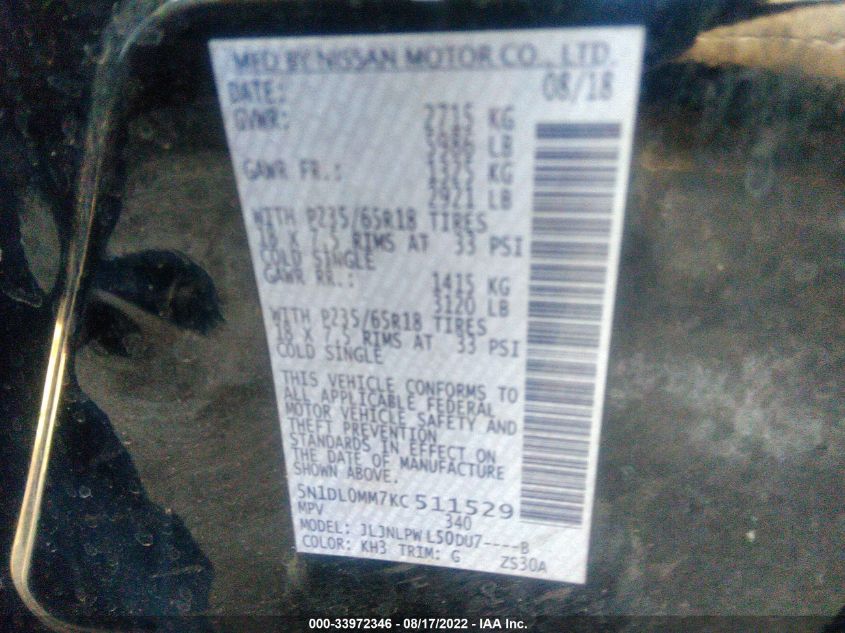 MFD BY NISSAN MOTOR CO., LTD.
DATE: 08/18
GVWR: 2715 KG
5986 LB
GAWR FR.: 1325 KG
2921 LB
WITH P235/65R18 TIRES
18 X 7.5 RIMS AT 33 PSI
COLD SINGLE
GAWR RR.: 1415 KG
3120 LB
WITH P235/65R18 TIRES
18 X 7.5 RIMS AT 33 PSI
COLD SINGLE
THIS VEHICLE CONFORMS TO
ALL APPLICABLE FEDERAL
MOTOR VEHICLE SAFETY AND
THEFT PREVENTION
STANDARDS IN EFFECT ON
THE DATE OF MANUFACTURE
SHOWN ABOVE.
5N1DL0MM7KC511529
MPV 340
MODEL: JLJNLPWL50DU7----B
COLOR: KH3 TRIM: G ZS30A
000-33972346 - 08/17/2022 - IAA Inc.